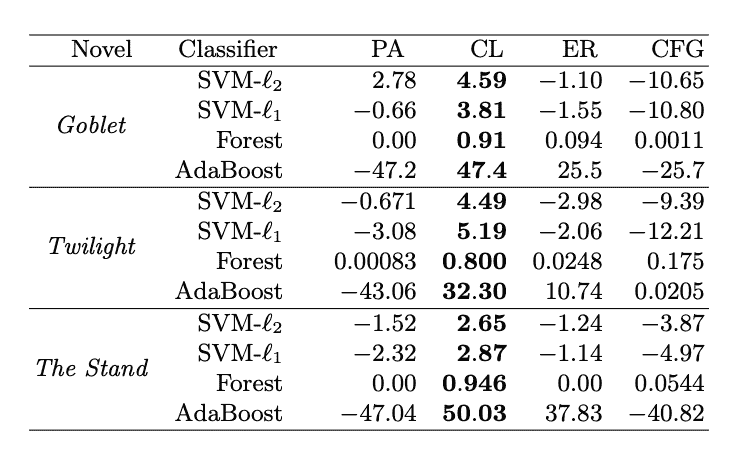 Novel Classifier PA CL ER CFG
SVM-ℓ2 2.78 4.59 −1.10 −10.65
SVM-ℓ1 −0.66 3.81 −1.55 −10.80
Goblet
Forest 0.00 0.91 0.094 0.0011
AdaBoost −47.2 47.4 25.5 −25.7
SVM-ℓ2 −0.671 4.49 −2.98 −9.39
SVM-ℓ1 −3.08 5.19 −2.06 −12.21
Twilight
Forest 0.00083 0.800 0.0248 0.175
AdaBoost −43.06 32.30 10.74 0.0205
SVM-ℓ2 −1.52 2.65 −1.24 −3.87
SVM-ℓ1 −2.32 2.87 −1.14 −4.97
The Stand
Forest 0.00 0.946 0.00 0.0544
AdaBoost −47.04 50.03 37.83 −40.82